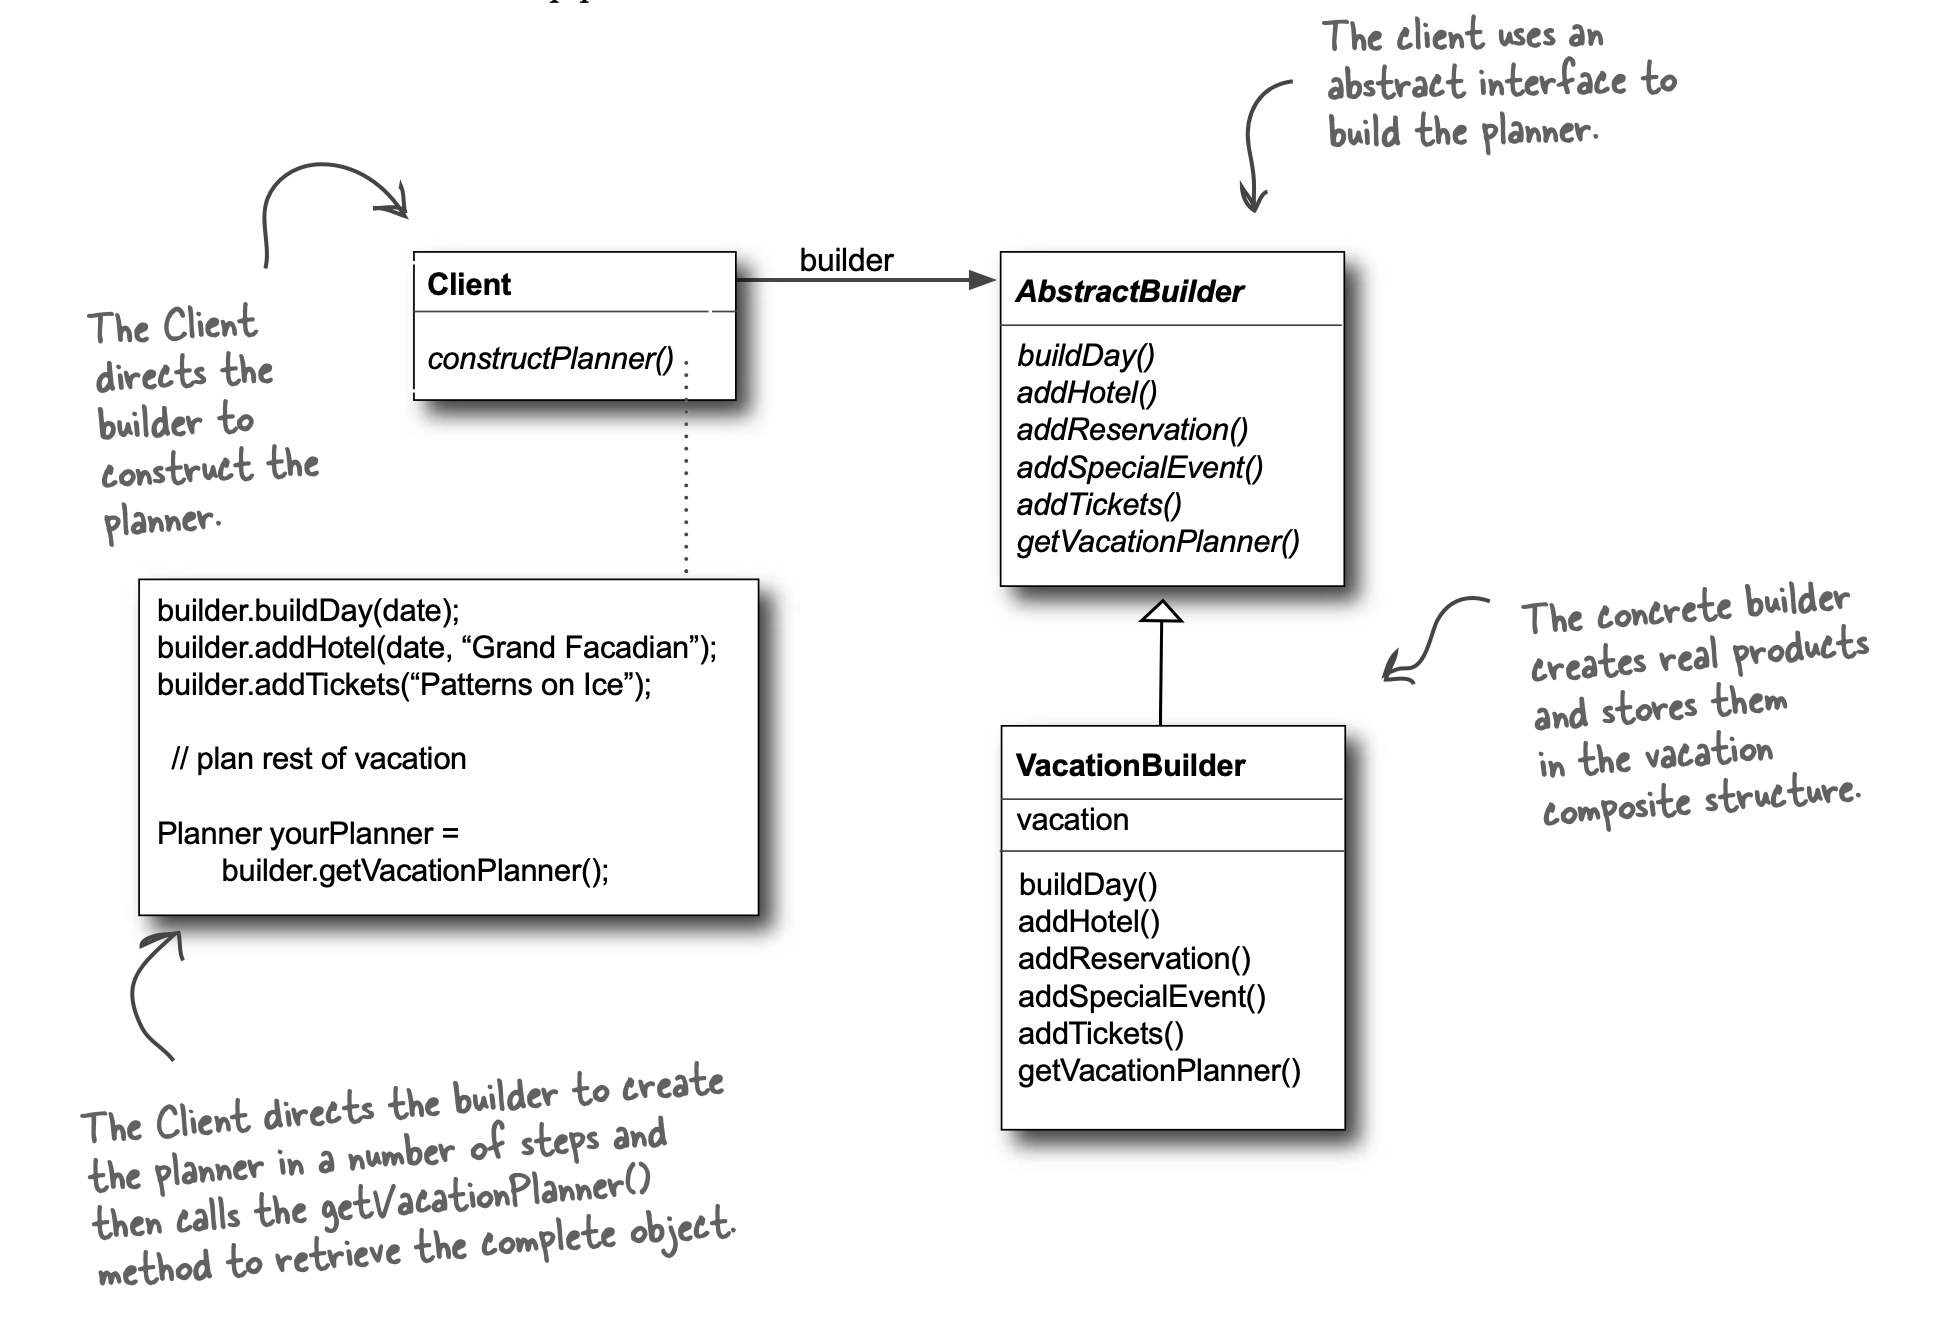 The client uses an
abstract interface to
build the planner.
The Client
directs the
builder to
construct the
planner.
Client
constructPlanner()
builder
AbstractBuilder
buildDay()
addHotel()
addReservation()
addSpecialEvent()
addTickets()
getVacationPlanner()
builder.buildDay(date);
builder.addHotel(date, “Grand Facadian”);
builder.addTickets(“Patterns on Ice”);
// plan rest of vacation
Planner yourPlanner =
builder.getVacationPlanner();
The concrete builder
creates real products
and stores them
in the vacation
composite structure.
VacationBuilder
vacation
buildDay()
addHotel()
addReservation()
addSpecialEvent()
addTickets()
getVacationPlanner()
The Client directs the builder to create
the planner in a number of steps and
then calls the getVacationPlanner()
method to retrieve the complete object.